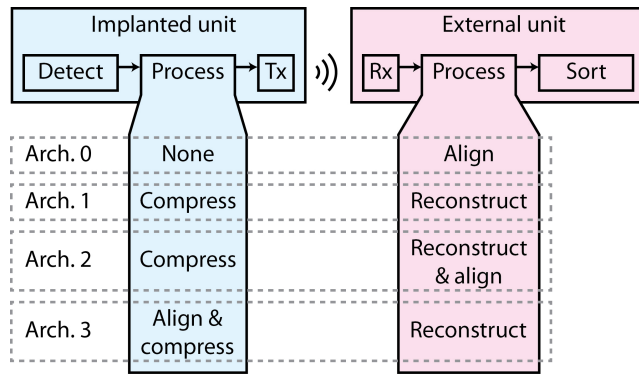 Implanted unit
External unit
Detect
Process
Tx
Rx
Process
Sort
Arch. 0
None
Align
Arch. 1
Compress
Reconstruct
Arch. 2
Compress
Reconstruct
& align
Arch. 3
Align &
compress
Reconstruct